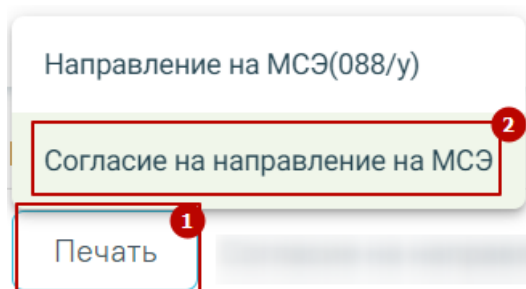 Направление на МСЭ(088/у)
2
Согласие на направление на МСЭ
1
Печать